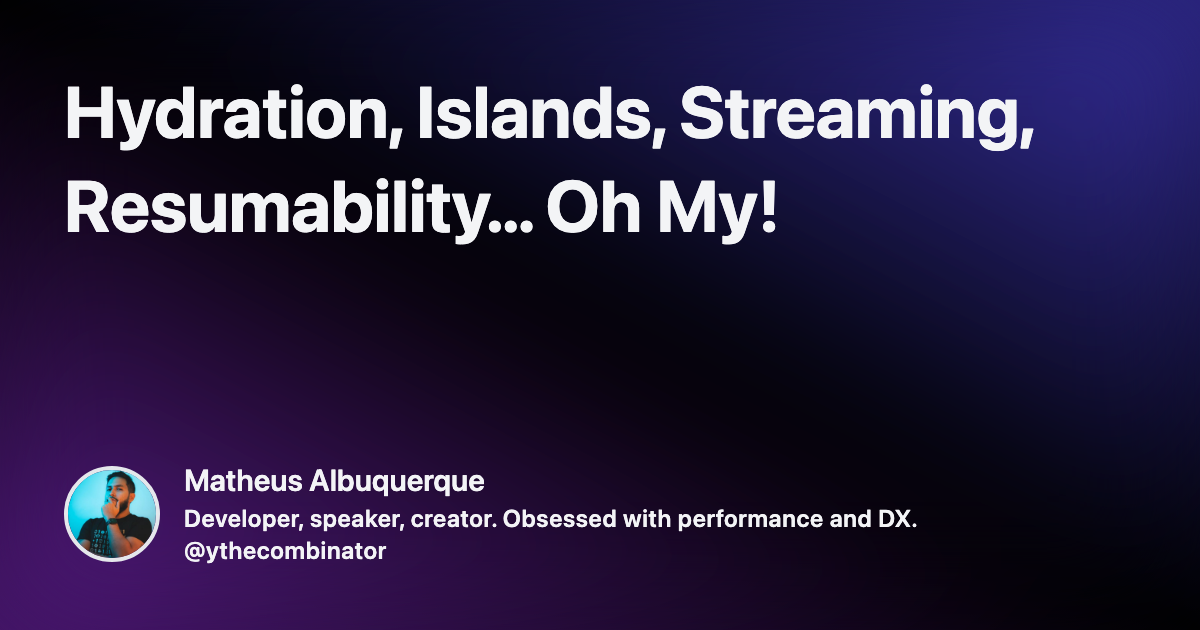 Hydration, Islands, Streaming,
Resumability… Oh My!
Matheus Albuquerque
Developer, speaker, creator. Obsessed with performance and DX.
@ythecombinator